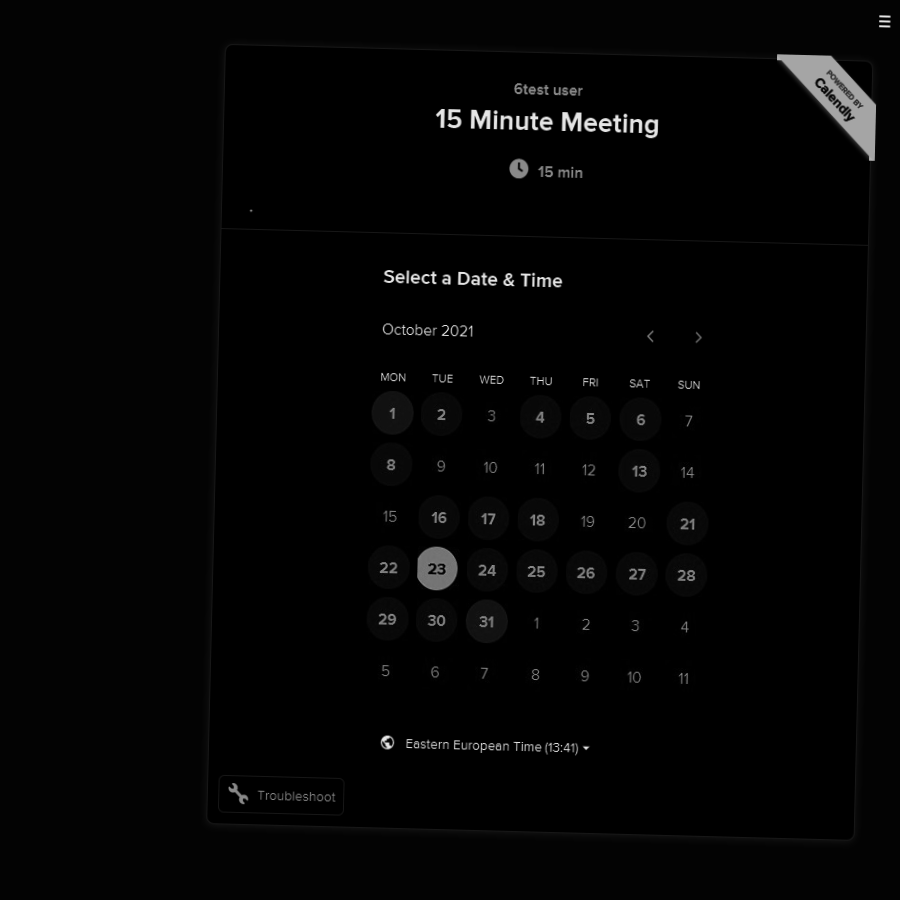 POWERED BY
Calendly
6test user
15 Minute Meeting
15 min
.
Select a Date & Time
October 2021
MON TUE WED THU FRI SAT SUN
1 2 3 4 5 6 7
8 9 10 11 12 13 14
15 16 17 18 19 20 21
22 23 24 25 26 27 28
29 30 31 1 2 3 4
5 6 7 8 9 10 11
Eastern European Time (13:41)
Troubleshoot